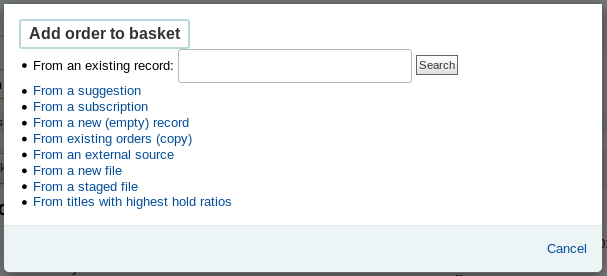 Add order to basket
From an existing record: Search
From a suggestion
From a subscription
From a new (empty) record
From existing orders (copy)
From an external source
From a new file
From a staged file
From titles with highest hold ratios
Cancel